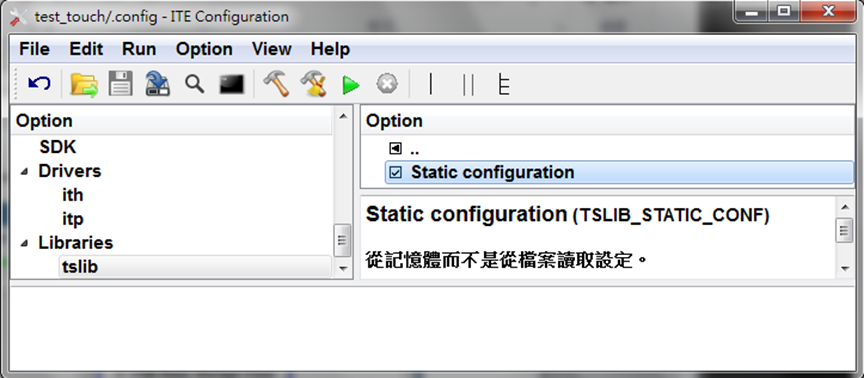 test_touch/.config - ITE Configuration
File Edit Run Option View Help
Option
SDK
Drivers
ith
itp
Libraries
tslib
Option
..
Static configuration
Static configuration (TSLIB_STATIC_CONF)
從記憶體而不是從檔案讀取設定。